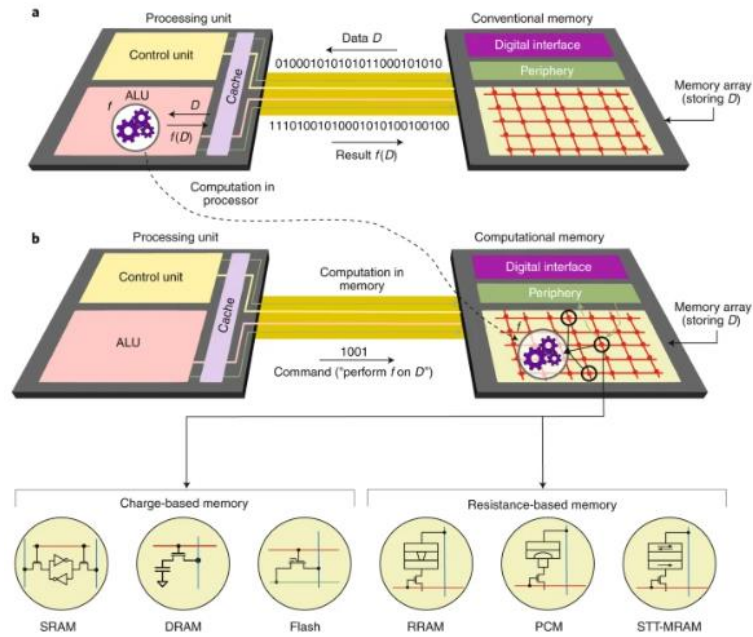 a
Processing unit
Conventional memory
Control unit
Data D
010001010101011000101010
Digital interface
Periphery
ALU
f
D
f(D)
Cache
Memory array
(storing D)
11101001010001010100100100
Result f(D)
Computation in
processor
b
Processing unit
Computational memory
Control unit
Computation in
memory
Digital interface
Periphery
Cache
ALU
f
Memory array
(storing D)
1001
Command ("perform f on D")
Charge-based memory
Resistance-based memory
SRAM
DRAM
Flash
RRAM
PCM
STT-MRAM